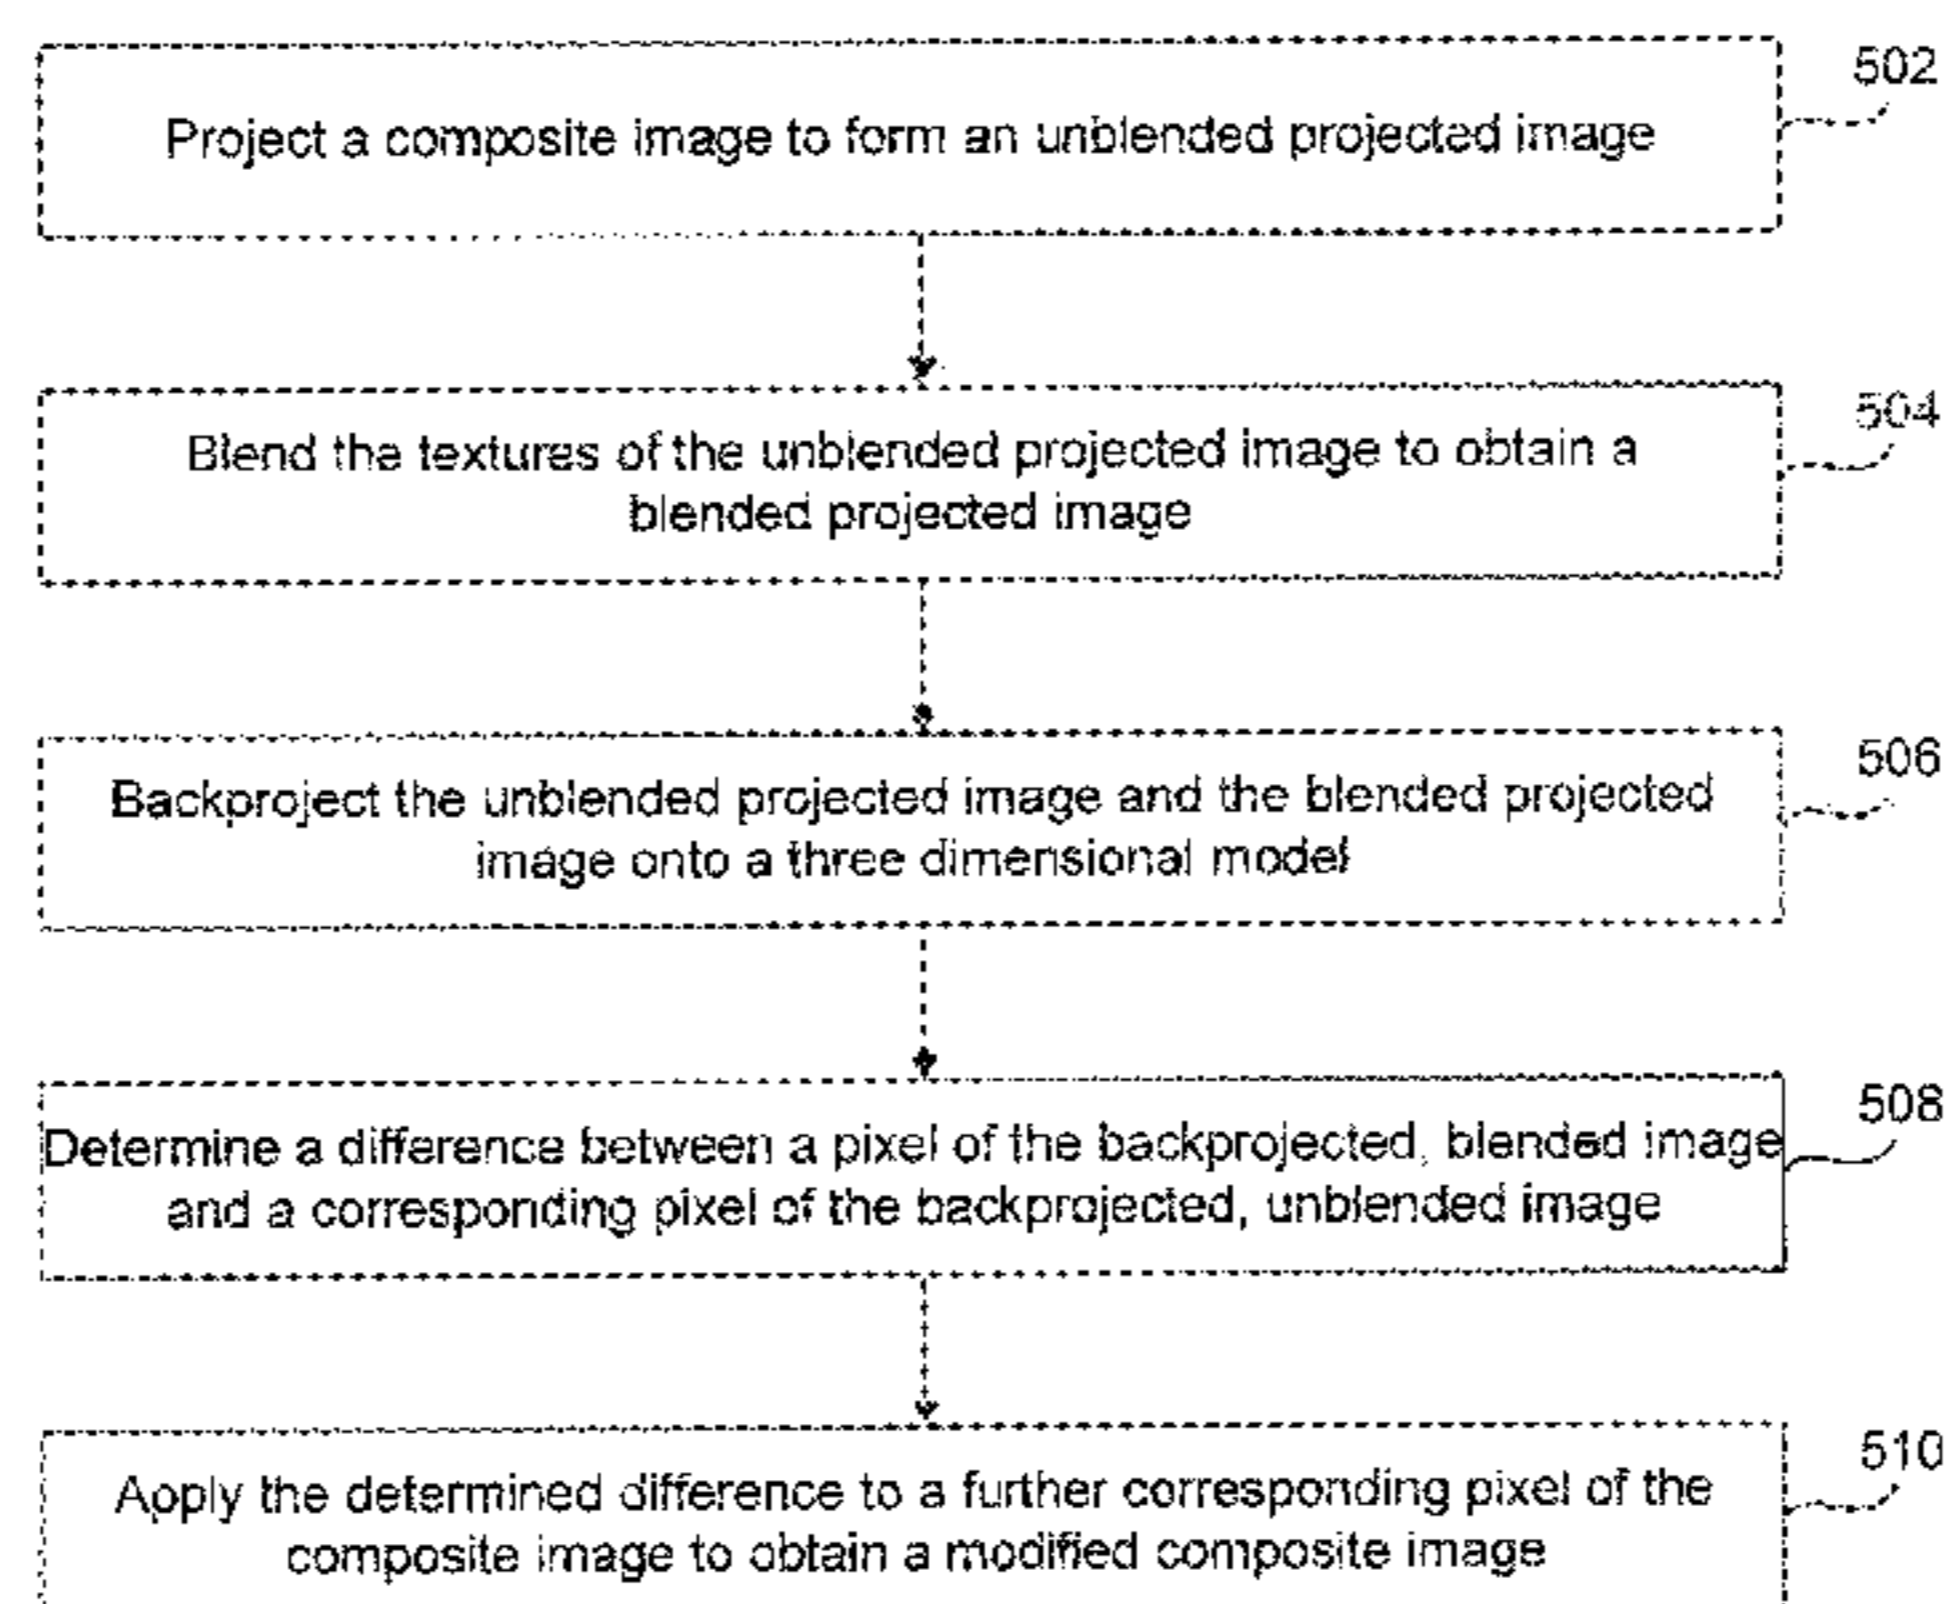 502
Project a composite image to form an unblended projected image
504
Blend the textures of the unblended projected image to obtain a
blended projected image
506
Backproject the unblended projected image and the blended projected
image onto a three dimensional model
508
Determine a difference between a pixel of the backprojected, blended image
and a corresponding pixel of the backprojected, unblended image
510
Apply the determined difference to a further corresponding pixel of the
composite image to obtain a modified composite image